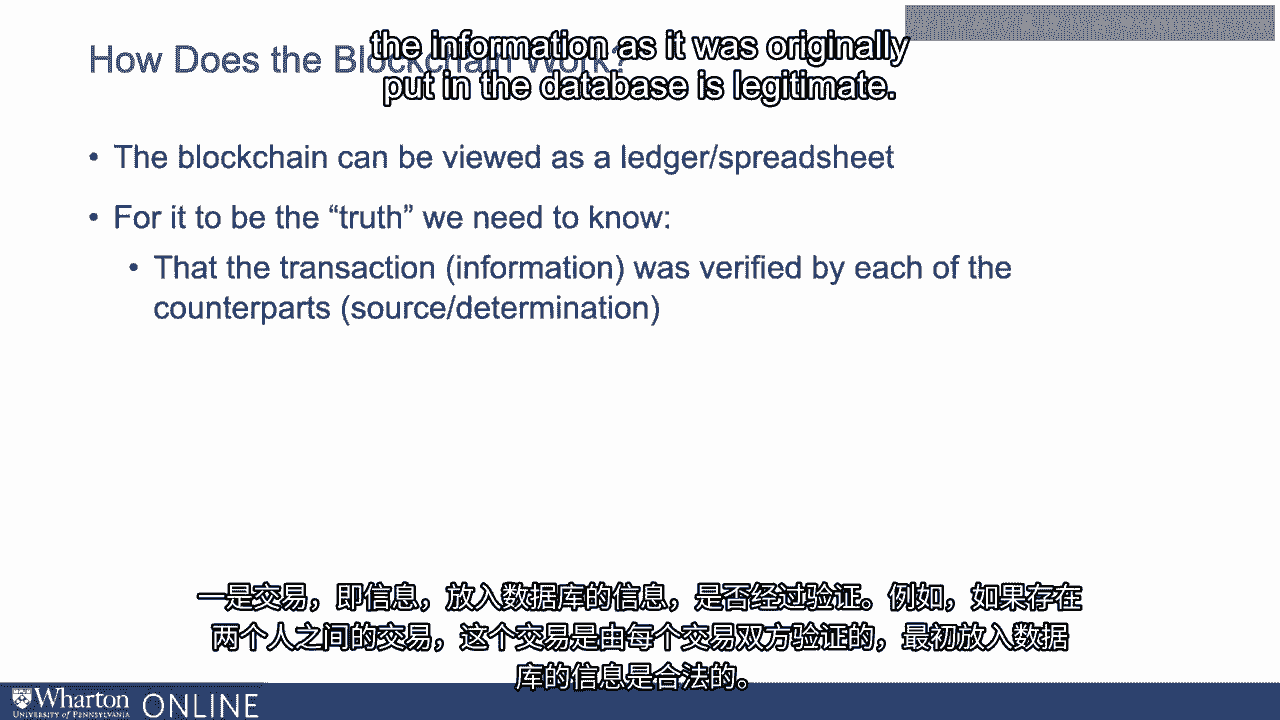 How Does the Blockchain Work?
the information as it was originally
put in the database is legitimate.
• The blockchain can be viewed as a ledger/spreadsheet
• For it to be the “truth” we need to know:
• That the transaction (information) was verified by each of the
counterparts (source/determination)
一是交易，即信息，放入数据库的信息，是否经过验证。例如，如果存在
两个人之间的交易，这个交易是由每个交易双方验证的，最初放入数据
库的信息是合法的。
Wharton ONLINE
UNIVERSITY of PENNSYLVANIA